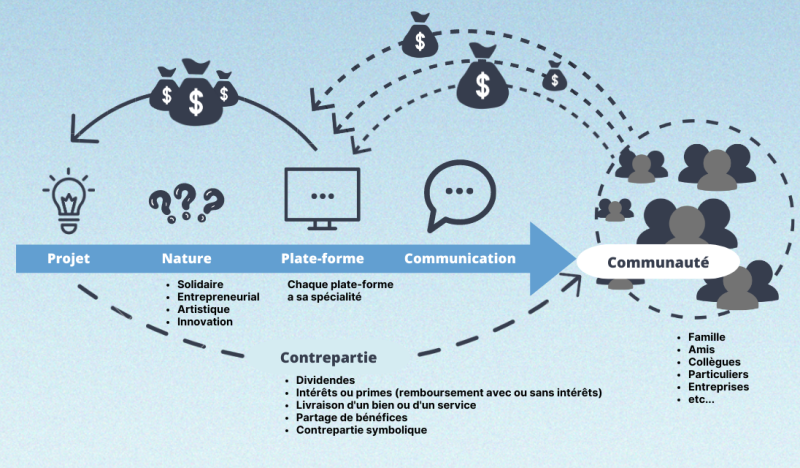 $ $ $
$
$
$
Projet
Nature
Plate-forme
Communication
Communauté
• Solidaire
• Entrepreneurial
• Artistique
• Innovation
Chaque plate-forme
a sa spécialité
Contrepartie
• Dividendes
• Intérêts ou primes (remboursement avec ou sans intérêts)
• Livraison d'un bien ou d'un service
• Partage de bénéfices
• Contrepartie symbolique
• Famille
• Amis
• Collègues
• Particuliers
• Entreprises
• etc...